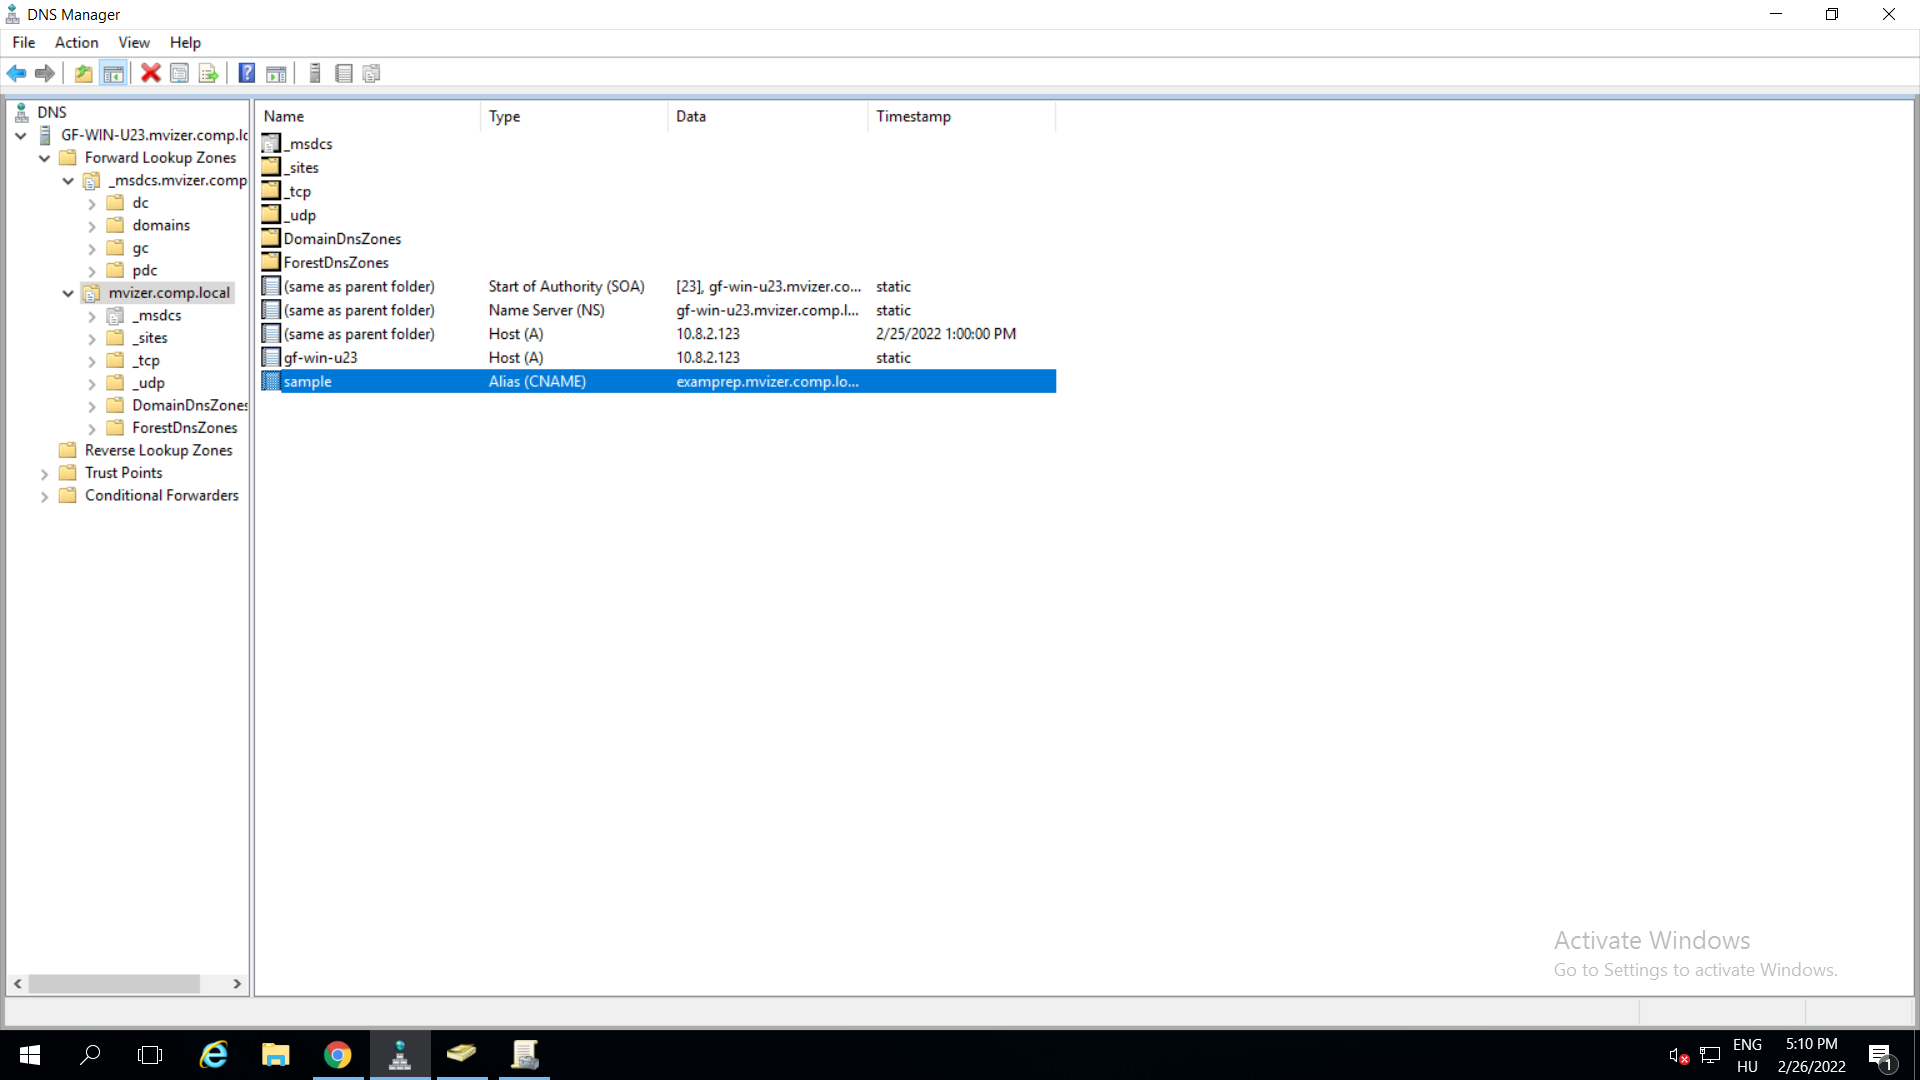 DNS Manager
File Action View Help
DNS
GF-WIN-U23.mvizer.comp.lc
Forward Lookup Zones
_msdcs.mvizer.comp
dc
domains
gc
pdc
mvizer.comp.local
_msdcs
_sites
_tcp
_udp
DomainDnsZones
ForestDnsZones
Reverse Lookup Zones
Trust Points
Conditional Forwarders
Name Type Data Timestamp
_msdcs
_sites
_tcp
_udp
DomainDnsZones
ForestDnsZones
(same as parent folder) Start of Authority (SOA) [23], gf-win-u23.mvizer.co... static
(same as parent folder) Name Server (NS) gf-win-u23.mvizer.comp.l... static
(same as parent folder) Host (A) 10.8.2.123 2/25/2022 1:00:00 PM
gf-win-u23 Host (A) 10.8.2.123 static
sample Alias (CNAME) examprep.mvizer.comp.lo...
Activate Windows
Go to Settings to activate Windows.
ENG 5:10 PM
HU 2/26/2022
1